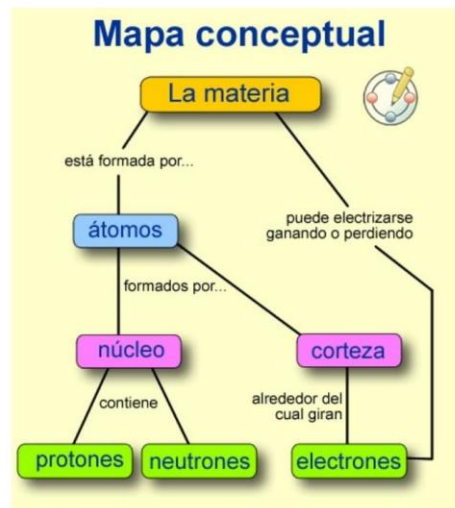 Mapa conceptual
La materia
está formada por...
puede electrizarse
ganando o perdiendo
átomos
formados por...
núcleo
corteza
contiene
alrededor del
cual giran
protones
neutrones
electrones